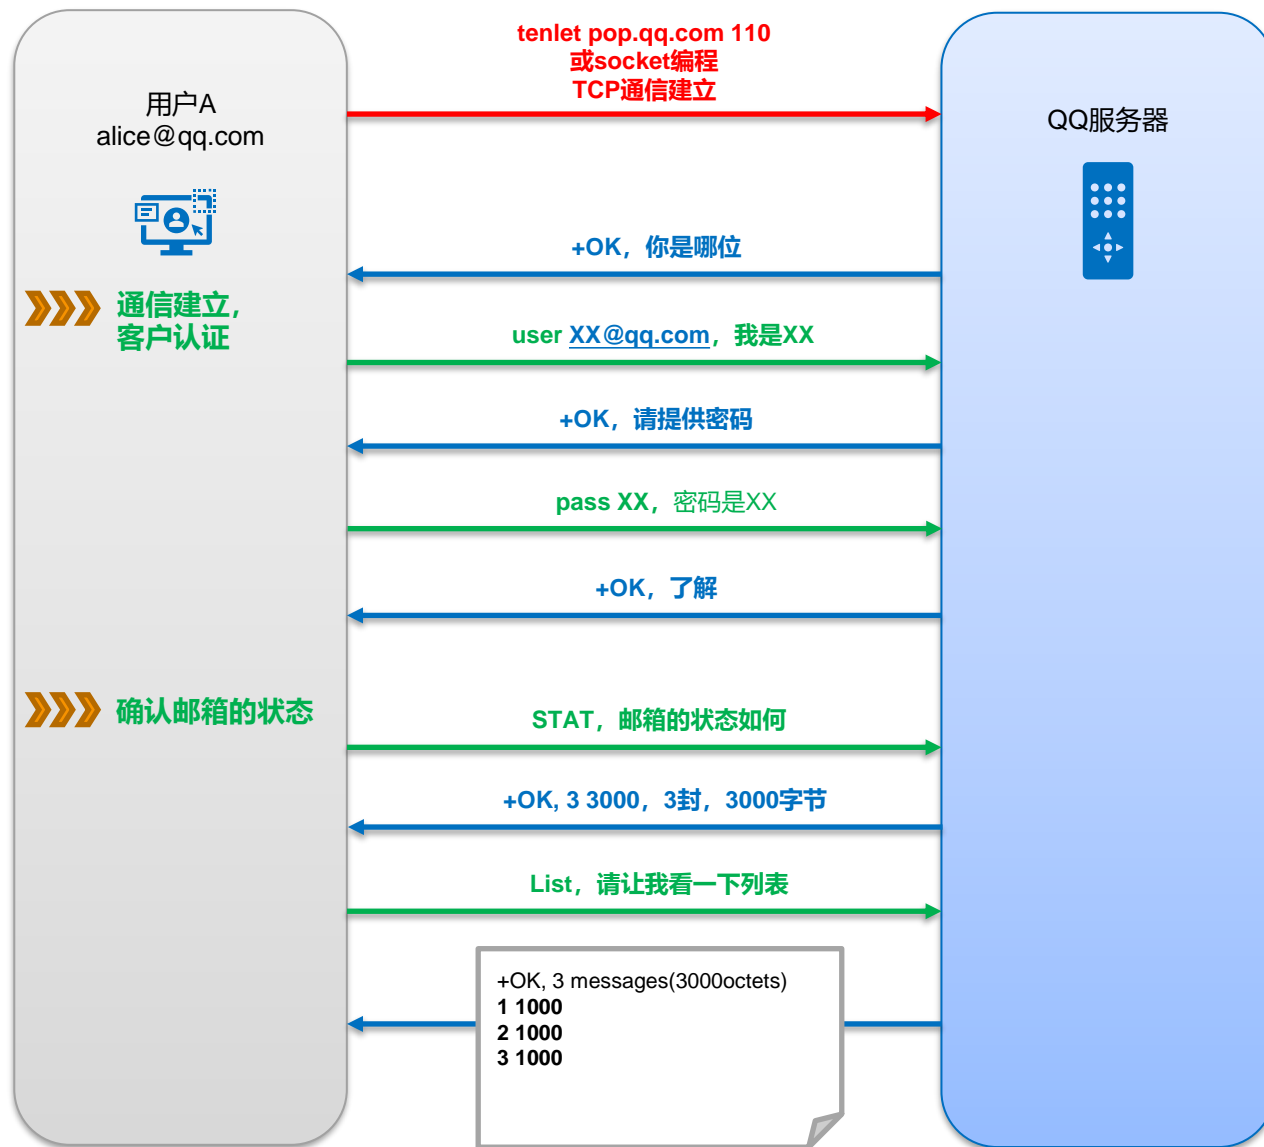 tenlet pop.qq.com 110
或socket编程
TCP通信建立
用户A
alice@qq.com
QQ服务器
+OK，你是哪位
通信建立，
客户认证
user XX@qq.com，我是XX
+OK，请提供密码
pass XX，密码是XX
+OK，了解
确认邮箱的状态
STAT，邮箱的状态如何
+OK, 3 3000，3封，3000字节
List，请让我看一下列表
+OK, 3 messages(3000octets)
1 1000
2 1000
3 1000